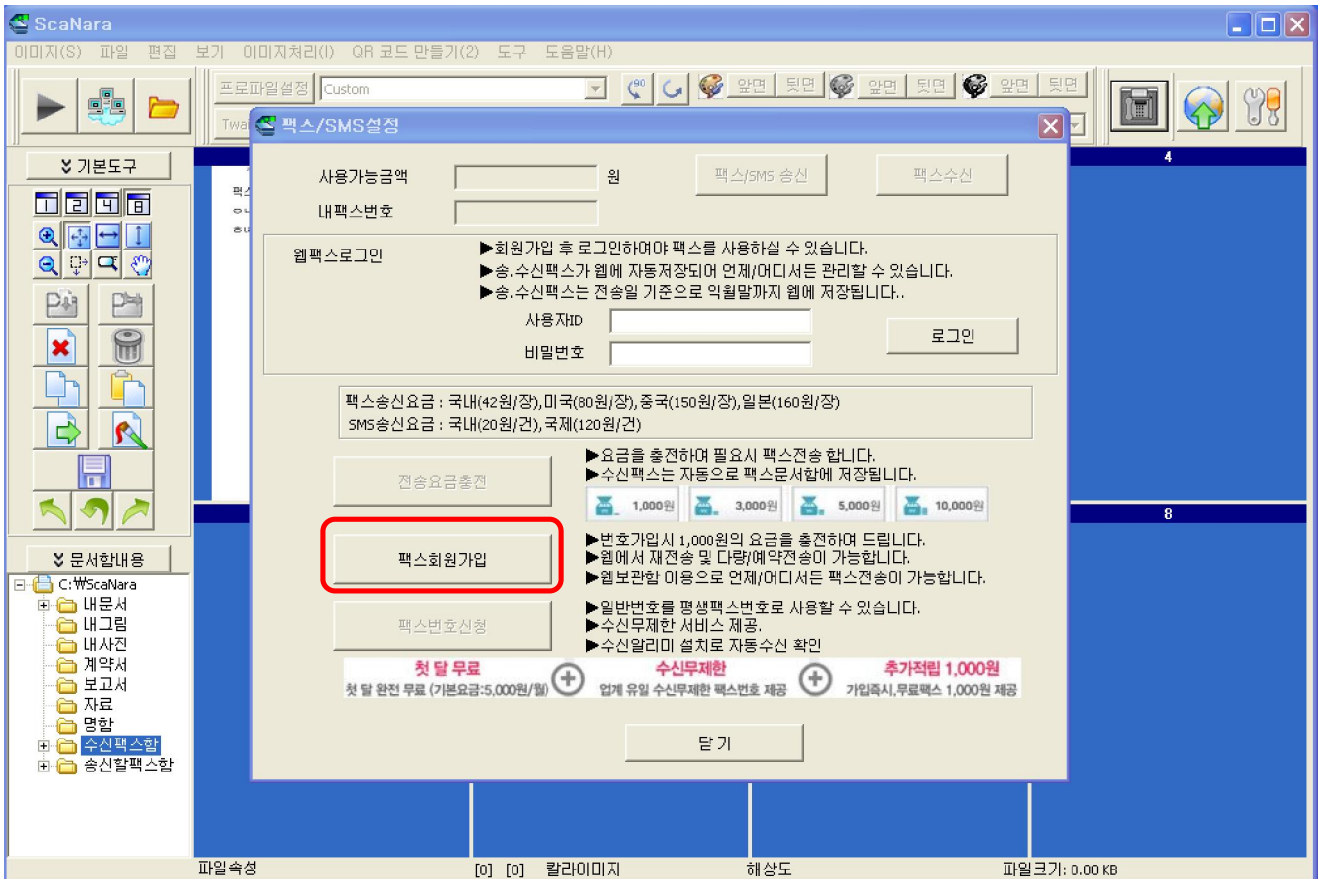 ScaNara
이미지(S) 파일 편집 보기 이미지처리(I) QR 코드 만들기(2) 도구 도움말(H)
프로파일설정 Custom 90 앞면 뒷면 앞면 뒷면 앞면 뒷면
Twai
팩스/SMS설정
기본도구
4
사용가능금액 원 팩스/SMS 송신 팩스수신
내팩스번호
웹팩스로그인
▶회원가입 후 로그인하여야 팩스를 사용하실 수 있습니다.
▶송.수신팩스가 웹에 자동저장되어 언제/어디서든 관리할 수 있습니다.
▶송.수신팩스는 전송일 기준으로 익월말까지 웹에 저장됩니다..
사용자ID
비밀번호
로그인
팩스송신요금 : 국내(42원/장),미국(80원/장),중국(150원/장),일본(160원/장)
SMS송신요금 : 국내(20원/건),국제(120원/건)
전송요금충전
▶요금을 충전하여 필요시 팩스전송 합니다.
▶수신팩스는 자동으로 팩스문서함에 저장됩니다.
1,000원 3,000원 5,000원 10,000원
8
팩스회원가입
▶번호가입시 1,000원의 요금을 충전하여 드립니다.
▶웹에서 재전송 및 다량/예약전송이 가능합니다.
▶웹보관함 이용으로 언제/어디서든 팩스전송이 가능합니다.
팩스번호신청
▶일반번호를 평생팩스번호로 사용할 수 있습니다.
▶수신무제한 서비스 제공.
▶수신알리미 설치로 자동수신 확인
첫 달 무료 수신무제한 추가적립 1,000원
첫 달 완전 무료 (기본요금:5,000원/월) 업계 유일 수신무제한 팩스번호 제공 가입즉시,무료팩스 1,000원 제공
닫기
문서함내용
C:₩ScaNara
내문서
내그림
내사진
계약서
보고서
자료
명함
수신팩스함
송신할팩스함
파일속성 [0] [0] 칼라이미지 해상도 파일크기: 0.00 KB